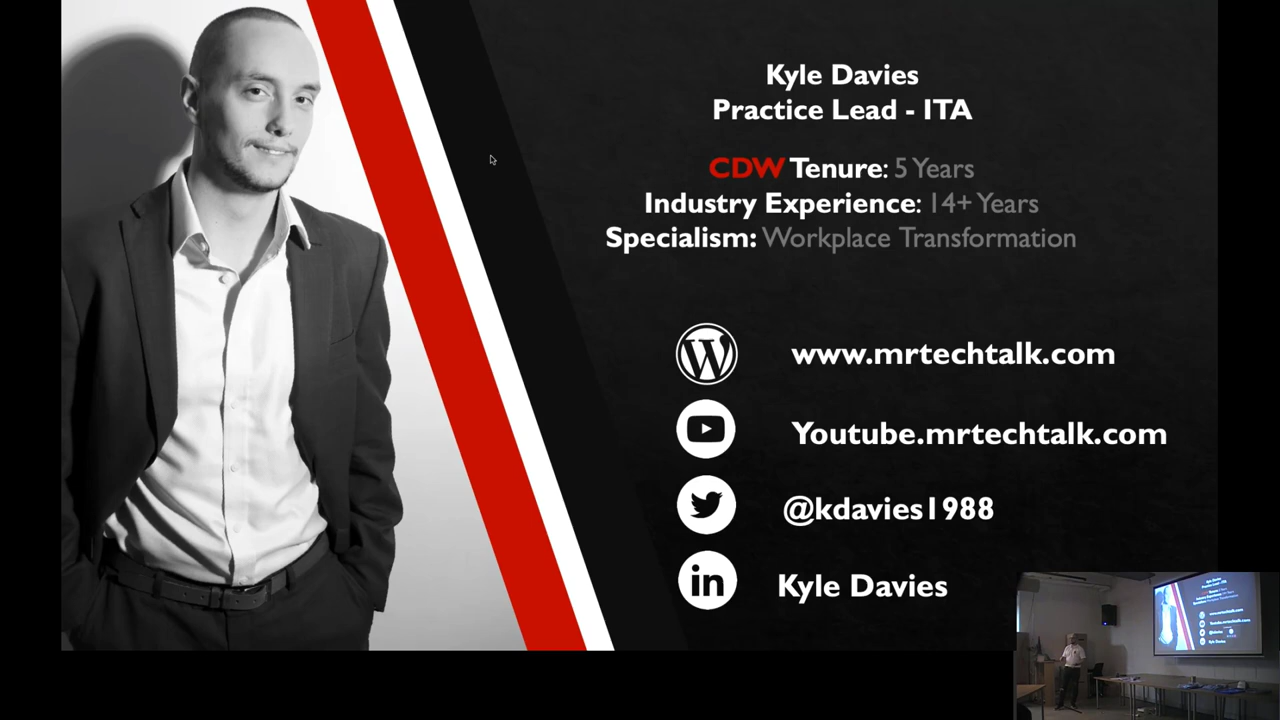 Kyle Davies
Practice Lead - ITA
CDW Tenure: 5 Years
Industry Experience: 14+ Years
Specialism: Workplace Transformation
www.mrtechtalk.com
Youtube.mrtechtalk.com
@kdavies1988
in Kyle Davies